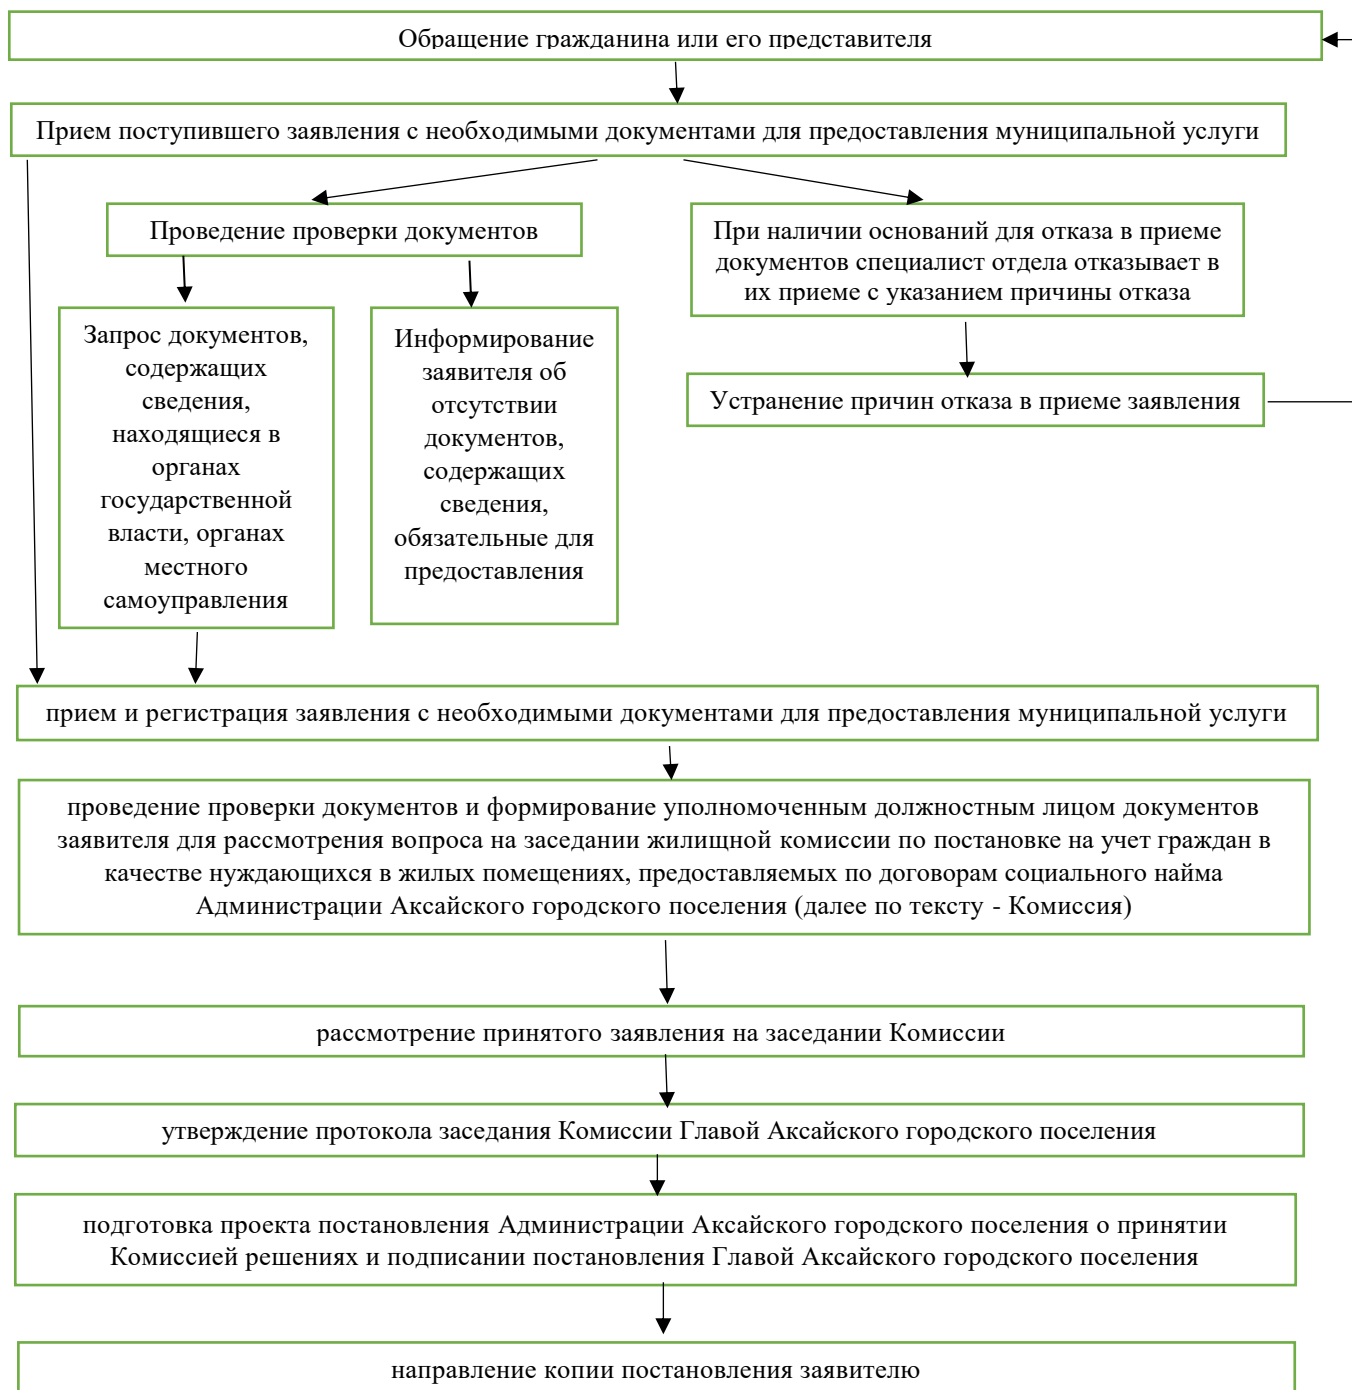 Обращение гражданина или его представителя
Прием поступившего заявления с необходимыми документами для предоставления муниципальной услуги
Проведение проверки документов
При наличии оснований для отказа в приеме
документов специалист отдела отказывает в
их приеме с указанием причины отказа
Запрос документов,
содержащих
сведения,
находящиеся в
органах
государственной
власти, органах
местного
самоуправления
Информирование
заявителя об
отсутствии
документов,
содержащих
сведения,
обязательные для
предоставления
Устранение причин отказа в приеме заявления
прием и регистрация заявления с необходимыми документами для предоставления муниципальной услуги
проведение проверки документов и формирование уполномоченным должностным лицом документов
заявителя для рассмотрения вопроса на заседании жилищной комиссии по постановке на учет граждан в
качестве нуждающихся в жилых помещениях, предоставляемых по договорам социального найма
Администрации Аксайского городского поселения (далее по тексту - Комиссия)
рассмотрение принятого заявления на заседании Комиссии
утверждение протокола заседания Комиссии Главой Аксайского городского поселения
подготовка проекта постановления Администрации Аксайского городского поселения о принятии
Комиссией решениях и подписании постановления Главой Аксайского городского поселения
направление копии постановления заявителю